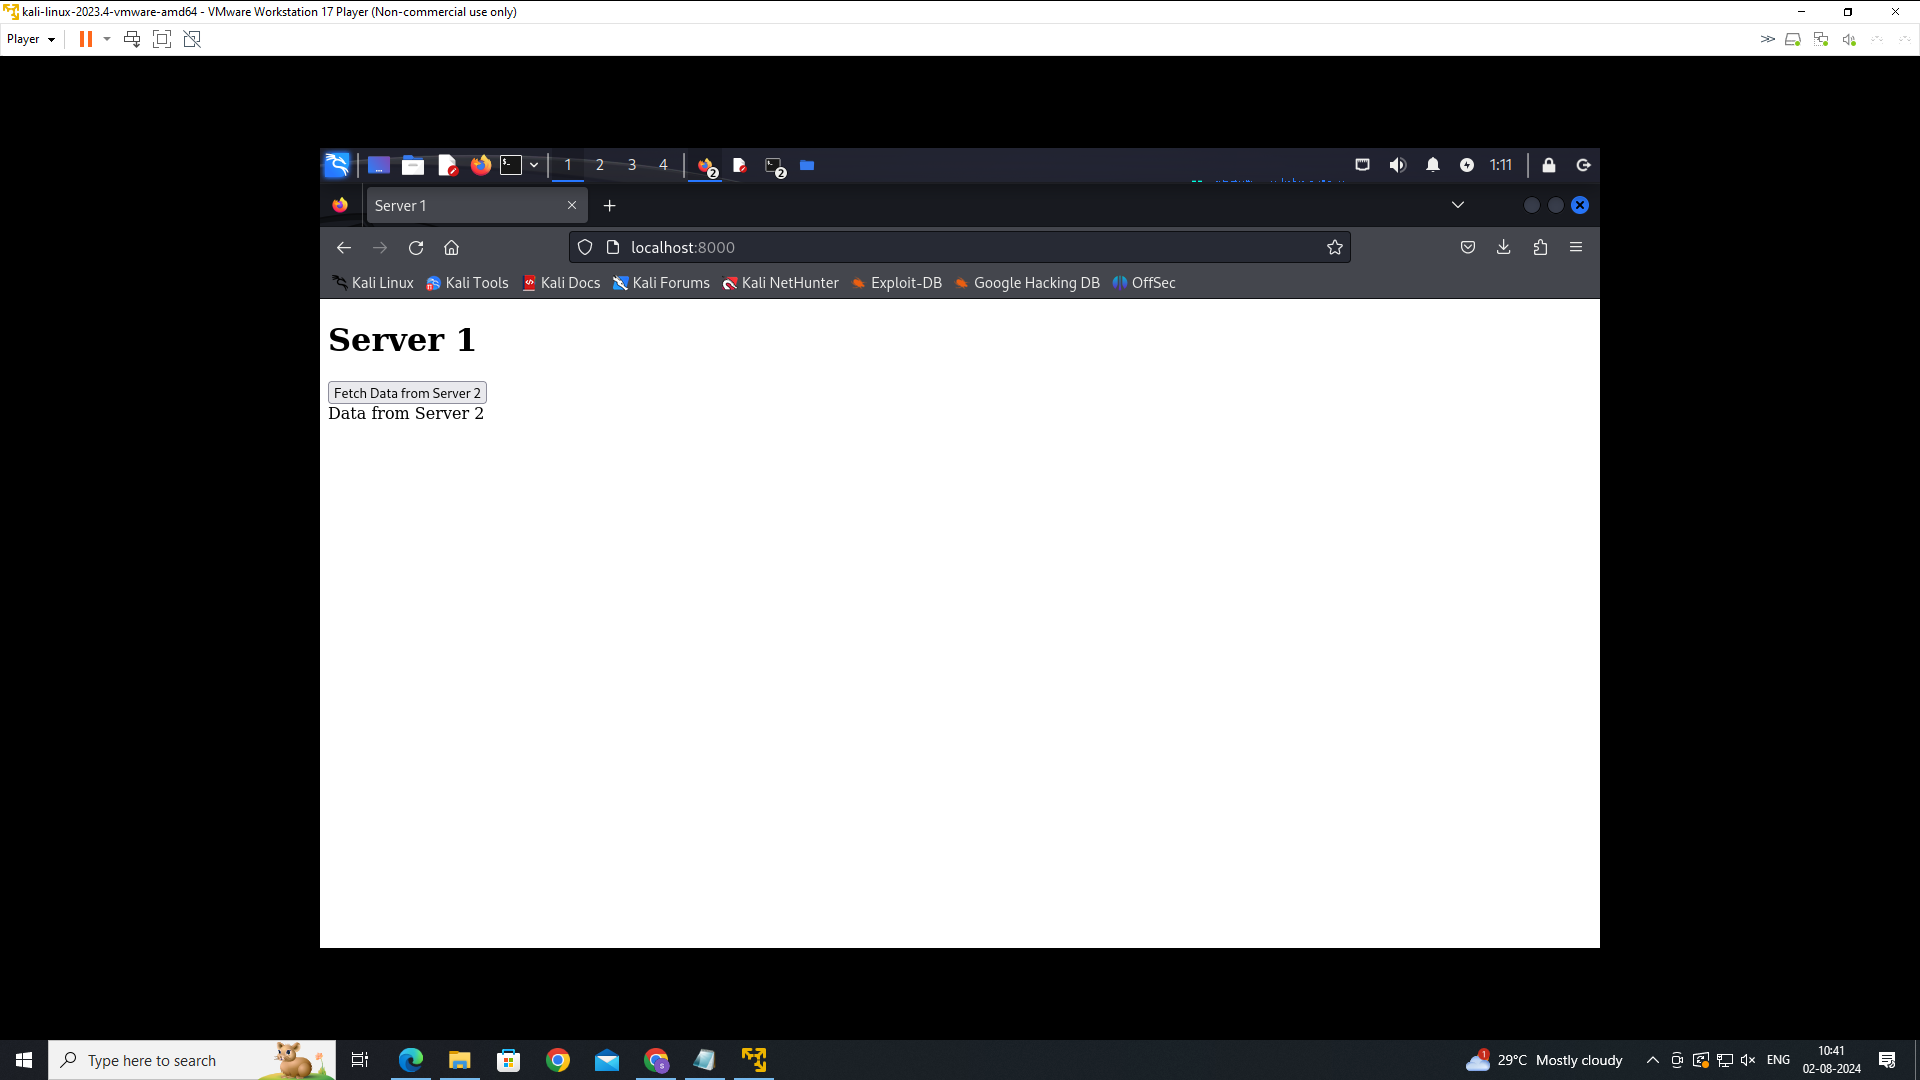 kali-linux-2023.4-vmware-amd64 - VMware Workstation 17 Player (Non-commercial use only)
Player
1 2 3 4 2 2 1:11
Server 1
localhost:8000
Kali Linux Kali Tools Kali Docs Kali Forums Kali NetHunter Exploit-DB Google Hacking DB OffSec
Server 1
Fetch Data from Server 2
Data from Server 2
Type here to search
1 29°C Mostly cloudy ENG
10:41
02-08-2024